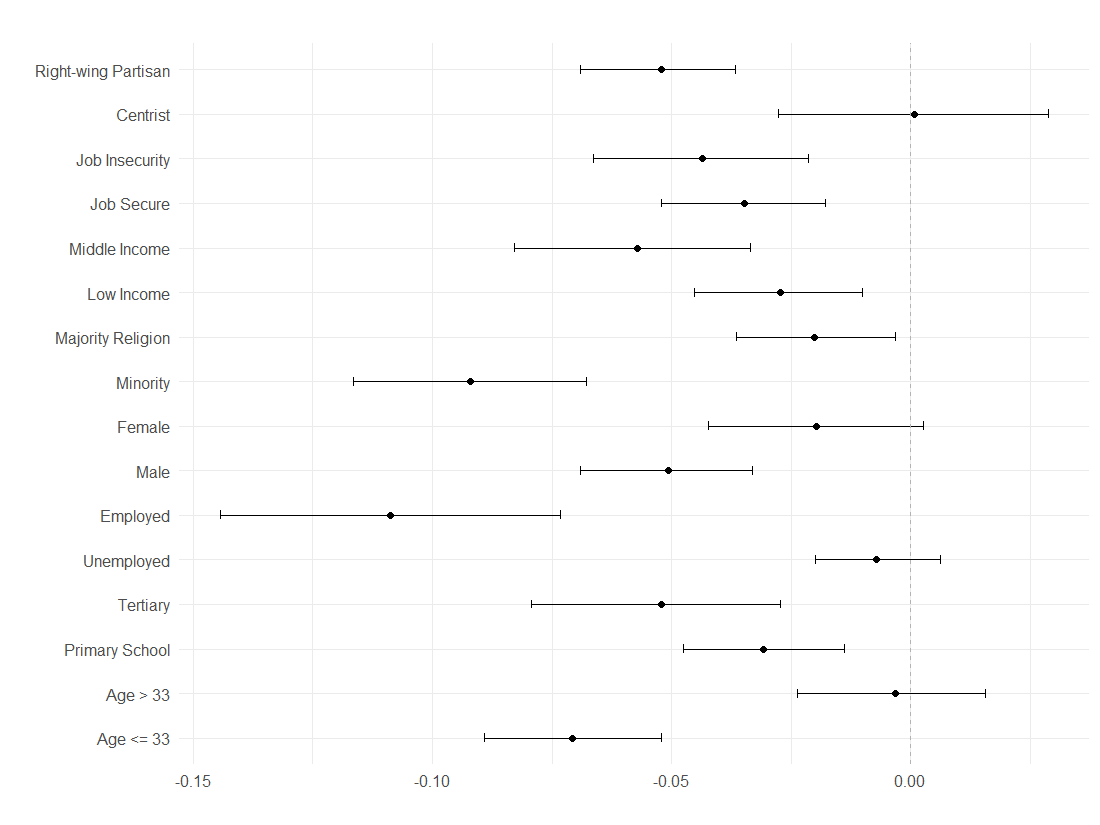 Right-wing Partisan
Centrist
Job Insecurity
Job Secure
Middle Income
Low Income
Majority Religion
Minority
Female
Male
Employed
Unemployed
Tertiary
Primary School
Age > 33
Age <= 33
-0.15 -0.10 -0.05 0.00